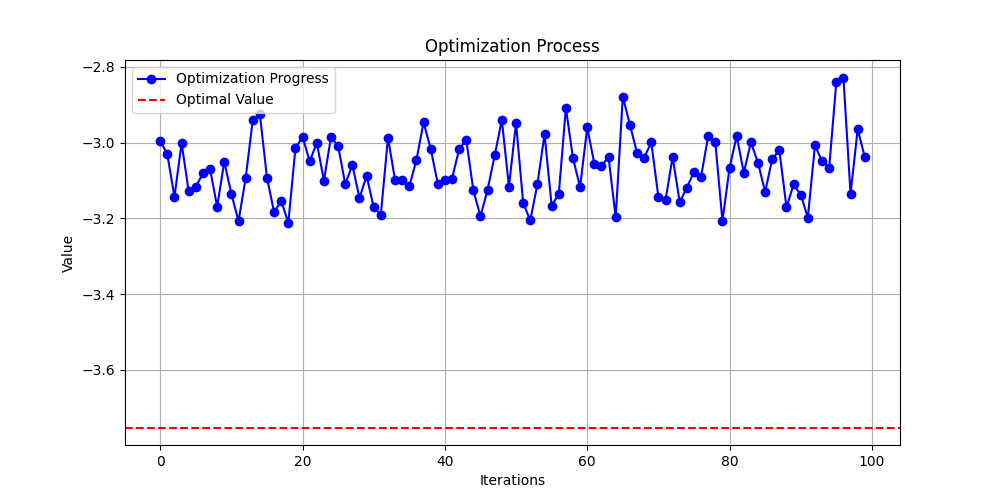 Optimization Process
Optimization Progress
Optimal Value
Value
−2.8
−3.0
−3.2
−3.4
−3.6
0 20 40 60 80 100
Iterations